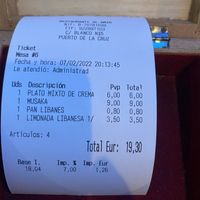 C/ BLANCO Nº15
PUERTO DE LA CRUZ
Ticket
Mesa #6
Fecha y hora: 07/02/2022 20:13:45
Le atendió: Administrad
Uds Descripción Pvp Total
1 PLATO MIXTO DE CREMA 6,00 6,00
1 MUSAKA 9,00 9,00
1 PAN LIBANES 0,80 0,80
1 LIMONADA LIBANESA 1/ 3,50 3,50
Artículos: 4
Total Eur: 19,30
Base I. Imp. % Imp. Eur
18,04 7,00 1,26